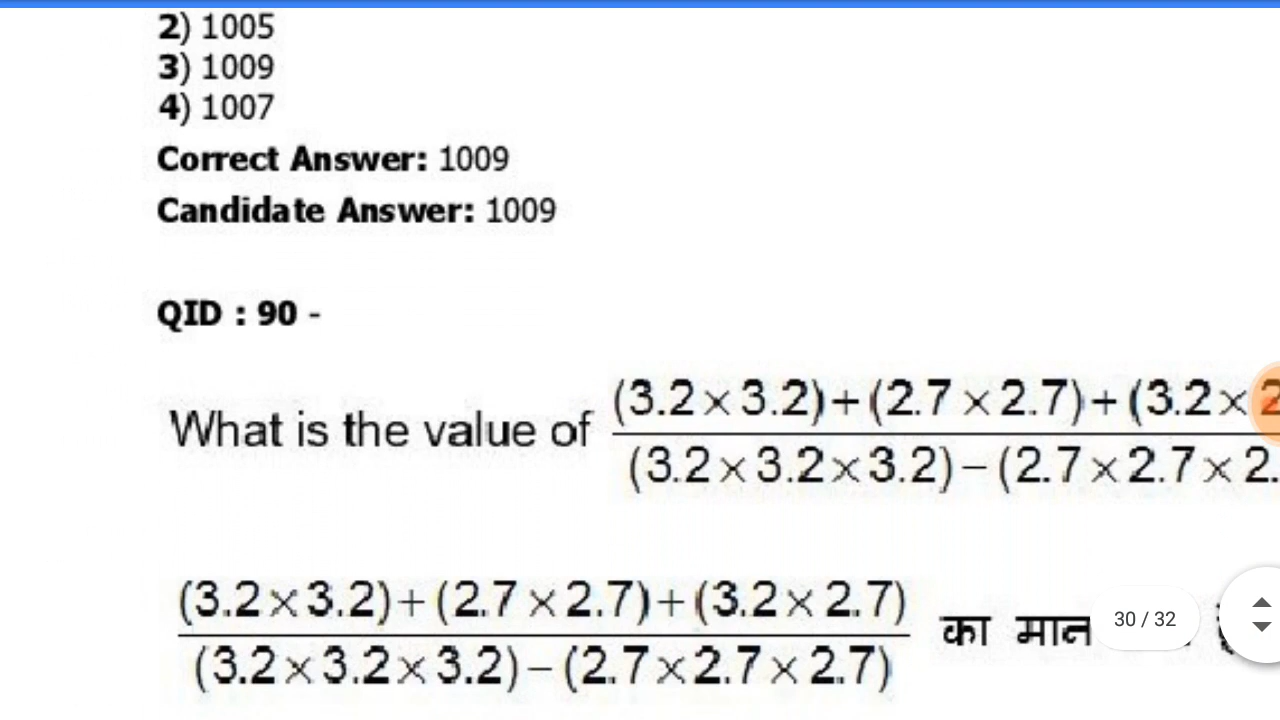 2) 1005
3) 1009
4) 1007
Correct Answer: 1009
Candidate Answer: 1009
QID : 90 -
What is the value of (3.2×3.2)+(2.7×2.7)+(3.2×2
(3.2×3.2×3.2)−(2.7×2.7×2.
(3.2×3.2)+(2.7×2.7)+(3.2×2.7)
(3.2×3.2×3.2)−(2.7×2.7×2.7) का मान
30 / 32